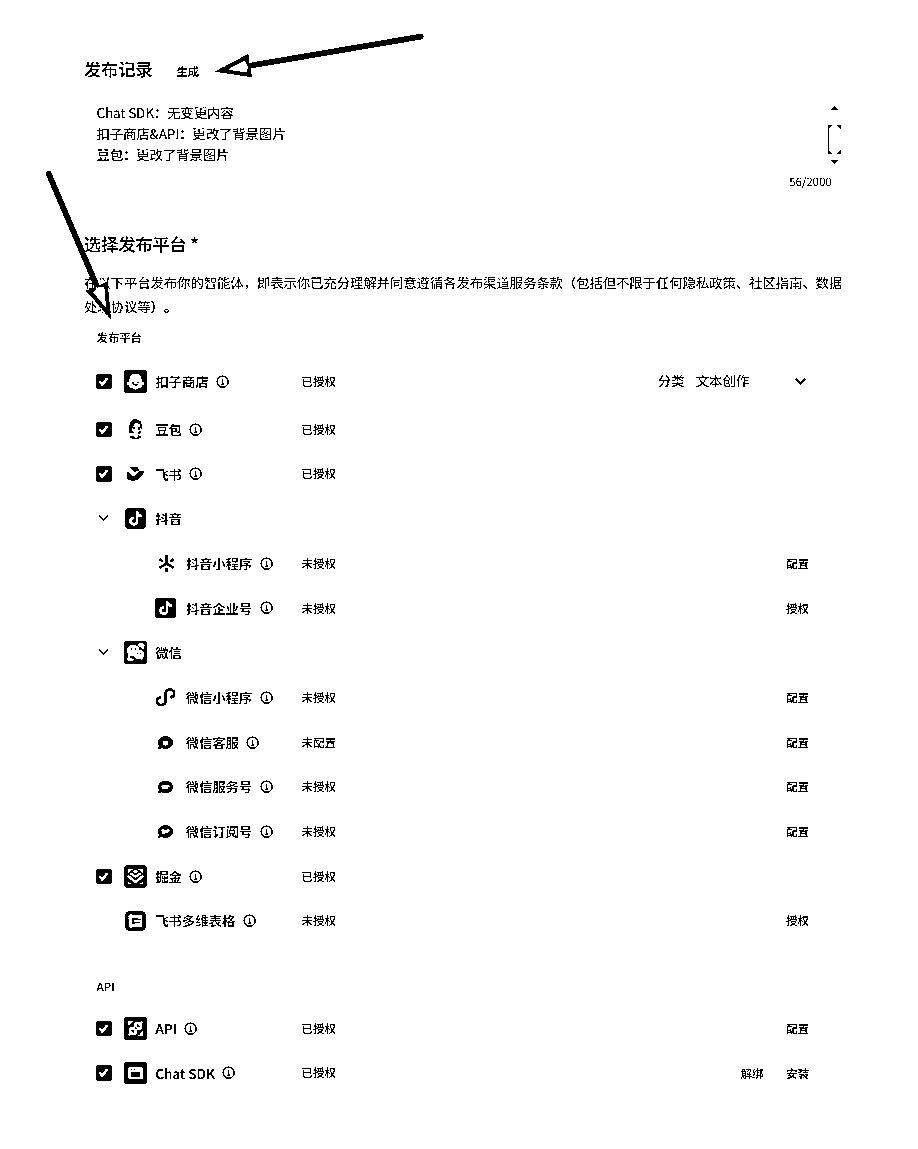 发布记录 生成
Chat SDK：无变更内容
扣子商店&API：更改了背景图片
豆包：更改了背景图片
56/2000
选择发布平台 *
在以下平台发布你的智能体，即表示你已充分理解并同意遵循各发布渠道服务条款（包括但不限于任何隐私政策、社区指南、数据
处理协议等）。
发布平台
扣子商店 已授权 分类 文本创作
豆包 已授权
飞书 已授权
抖音
抖音小程序 未授权 配置
抖音企业号 未授权 授权
微信
微信小程序 未授权 配置
微信客服 未配置 配置
微信服务号 未授权 配置
微信订阅号 未授权 配置
掘金 已授权
飞书多维表格 未授权 授权
API
API 已授权 配置
Chat SDK 已授权 解绑 安装